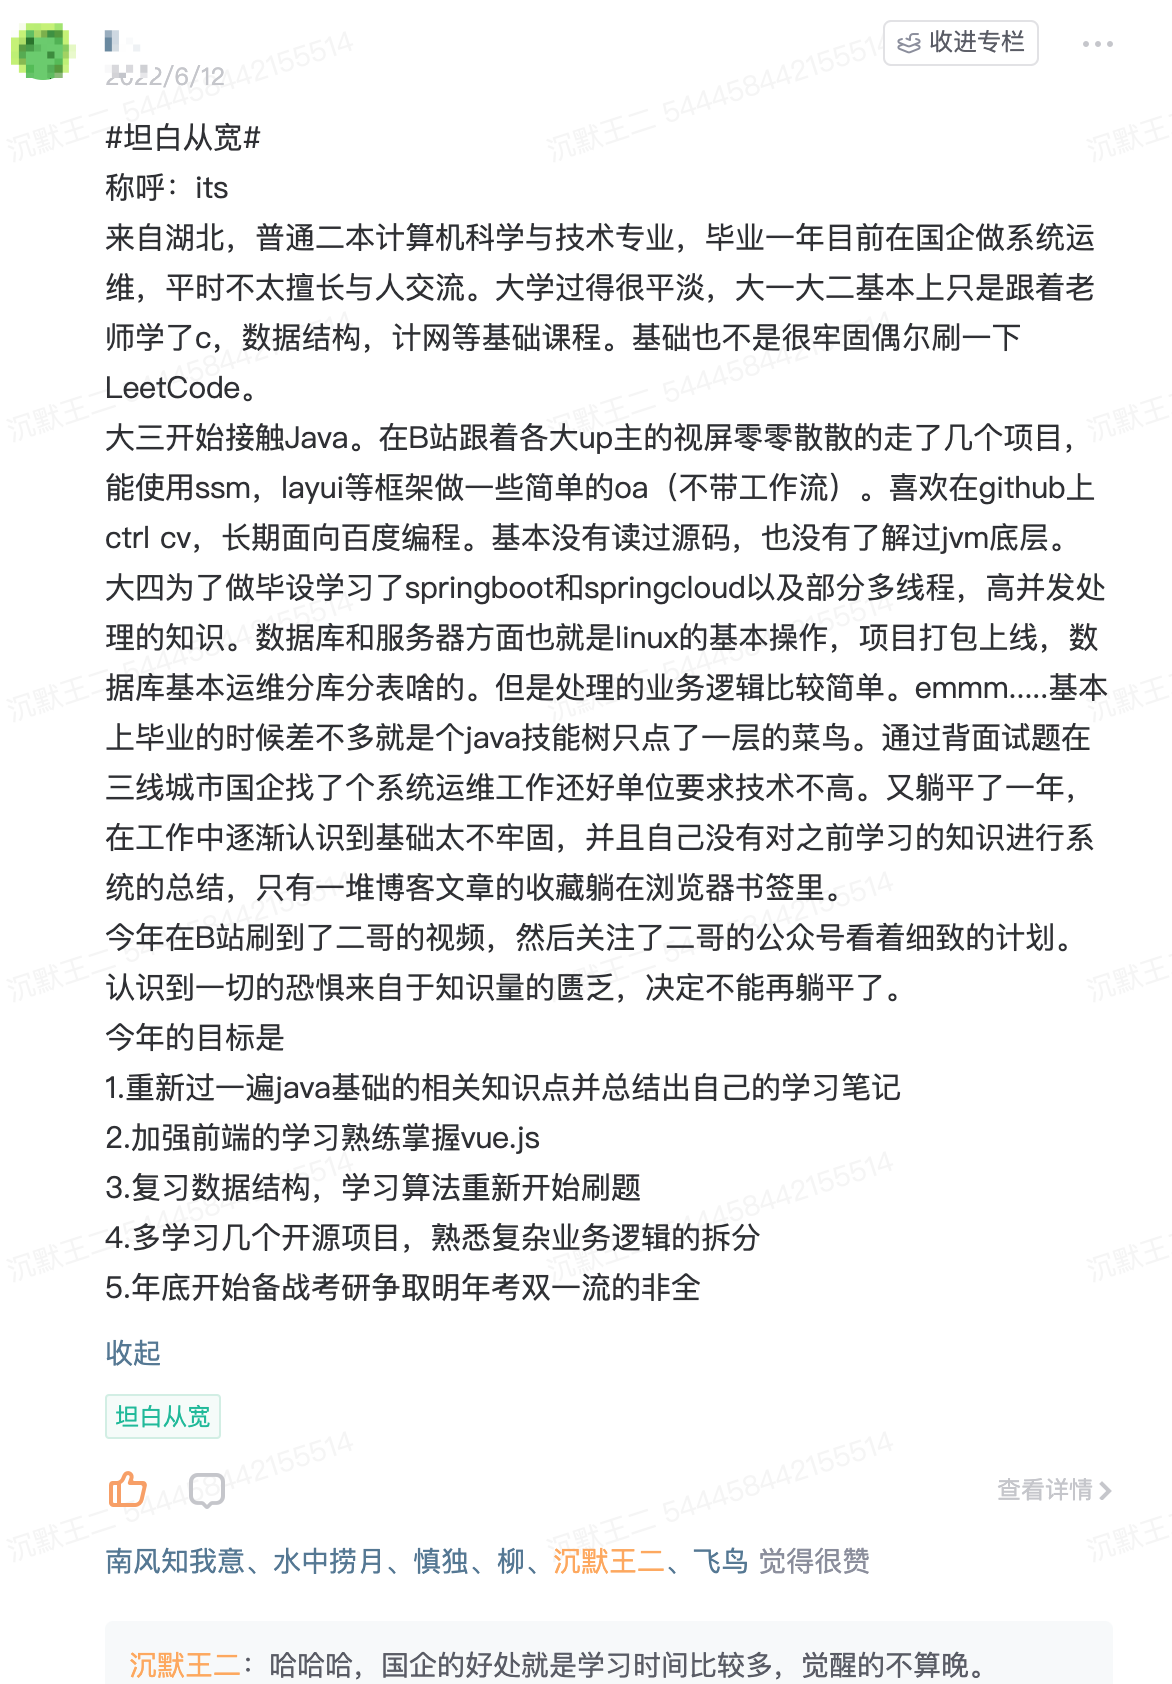 收进专栏
2022/6/12
#坦白从宽#
称呼：its
来自湖北，普通二本计算机科学与技术专业，毕业一年目前在国企做系统运
维，平时不太擅长与人交流。大学过得很平淡，大一大二基本上只是跟着老
师学了c，数据结构，计网等基础课程。基础也不是很牢固偶尔刷一下
LeetCode。
大三开始接触Java。在B站跟着各大up主的视屏零零散散的走了几个项目，
能使用ssm，layui等框架做一些简单的oa（不带工作流）。喜欢在github上
ctrl cv，长期面向百度编程。基本没有读过源码，也没有了解过jvm底层。
大四为了做毕设学习了springboot和springcloud以及部分多线程，高并发处
理的知识。数据库和服务器方面也就是linux的基本操作，项目打包上线，数
据库基本运维分库分表啥的。但是处理的业务逻辑比较简单。emmm.....基本
上毕业的时候差不多就是个java技能树只点了一层的菜鸟。通过背面试题在
三线城市国企找了个系统运维工作还好单位要求技术不高。又躺平了一年，
在工作中逐渐认识到基础太不牢固，并且自己没有对之前学习的知识进行系
统的总结，只有一堆博客文章的收藏躺在浏览器书签里。
今年在B站刷到了二哥的视频，然后关注了二哥的公众号看着细致的计划。
认识到一切的恐惧来自于知识量的匮乏，决定不能再躺平了。
今年的目标是
1.重新过一遍java基础的相关知识点并总结出自己的学习笔记
2.加强前端的学习熟练掌握vue.js
3.复习数据结构，学习算法重新开始刷题
4.多学习几个开源项目，熟悉复杂业务逻辑的拆分
5.年底开始备战考研争取明年考双一流的非全
收起
坦白从宽
查看详情
南风知我意、水中捞月、慎独、柳、沉默王二、飞鸟 觉得很赞
沉默王二：哈哈哈，国企的好处就是学习时间比较多，觉醒的不算晚。
沉默王二 544458442155514